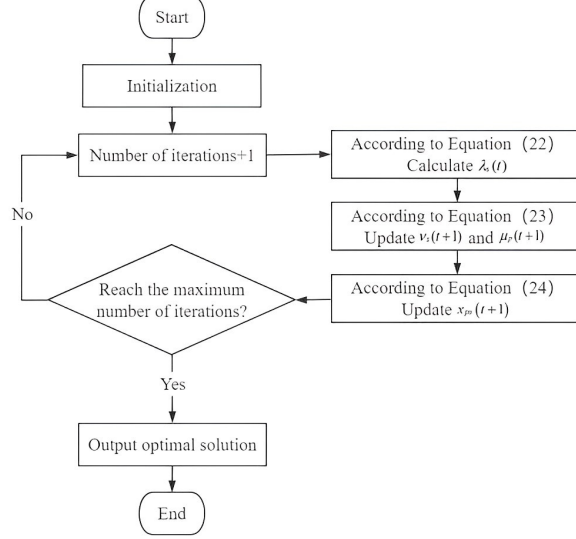 Start
Initialization
Number of iterations+1
According to Equation（22）
Calculate λₛ(t)
According to Equation（23）
Update vₛ(t+1) and μₚ(t+1)
According to Equation（24）
Update xₚₙ(t+1)
No
Reach the maximum
number of iterations?
Yes
Output optimal solution
End